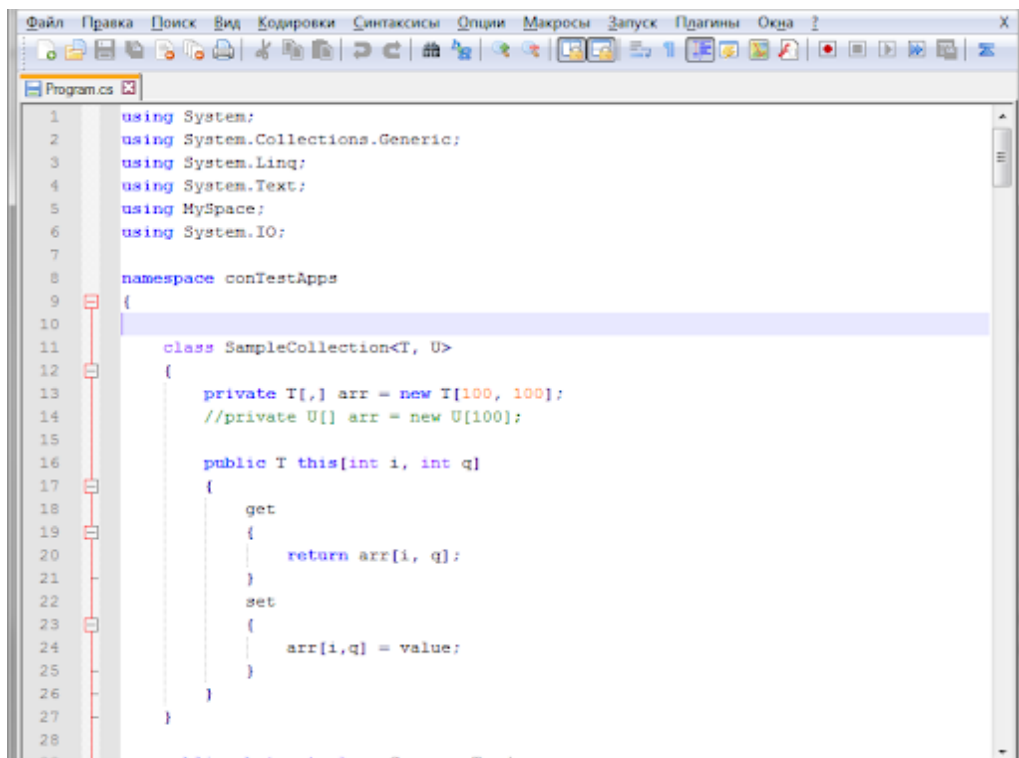 Файл Правка Поиск Вид Кодировки Синтаксисы Опции Макросы Запуск Плагины Окна ? X
Program.cs
1 using System;
2 using System.Collections.Generic;
3 using System.Linq;
4 using System.Text;
5 using MySpace;
6 using System.IO;
7
8 namespace conTestApps
9 {
10
11 class SampleCollection<T, U>
12 {
13 private T[,] arr = new T[100, 100];
14 //private U[] arr = new U[100];
15
16 public T this[int i, int q]
17 {
18 get
19 {
20 return arr[i, q];
21 }
22 set
23 {
24 arr[i,q] = value;
25 }
26 }
27 }
28